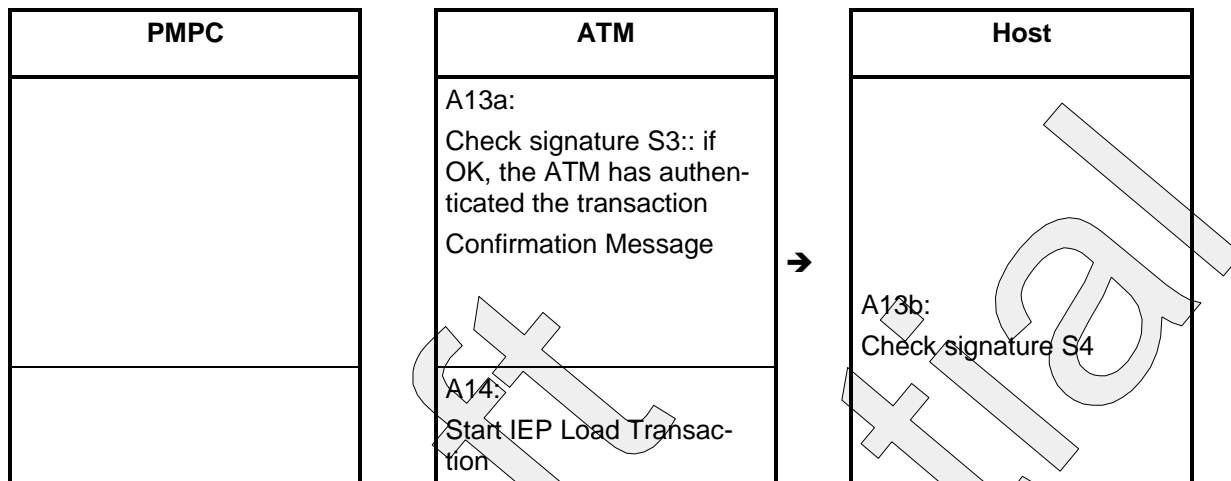 PMPC
ATM
Host
A13a:
Check signature S3:: if
OK, the ATM has authen-
ticated the transaction
Confirmation Message
➔
A13b:
Check signature S4
A14:
Start IEP Load Transac-
tion